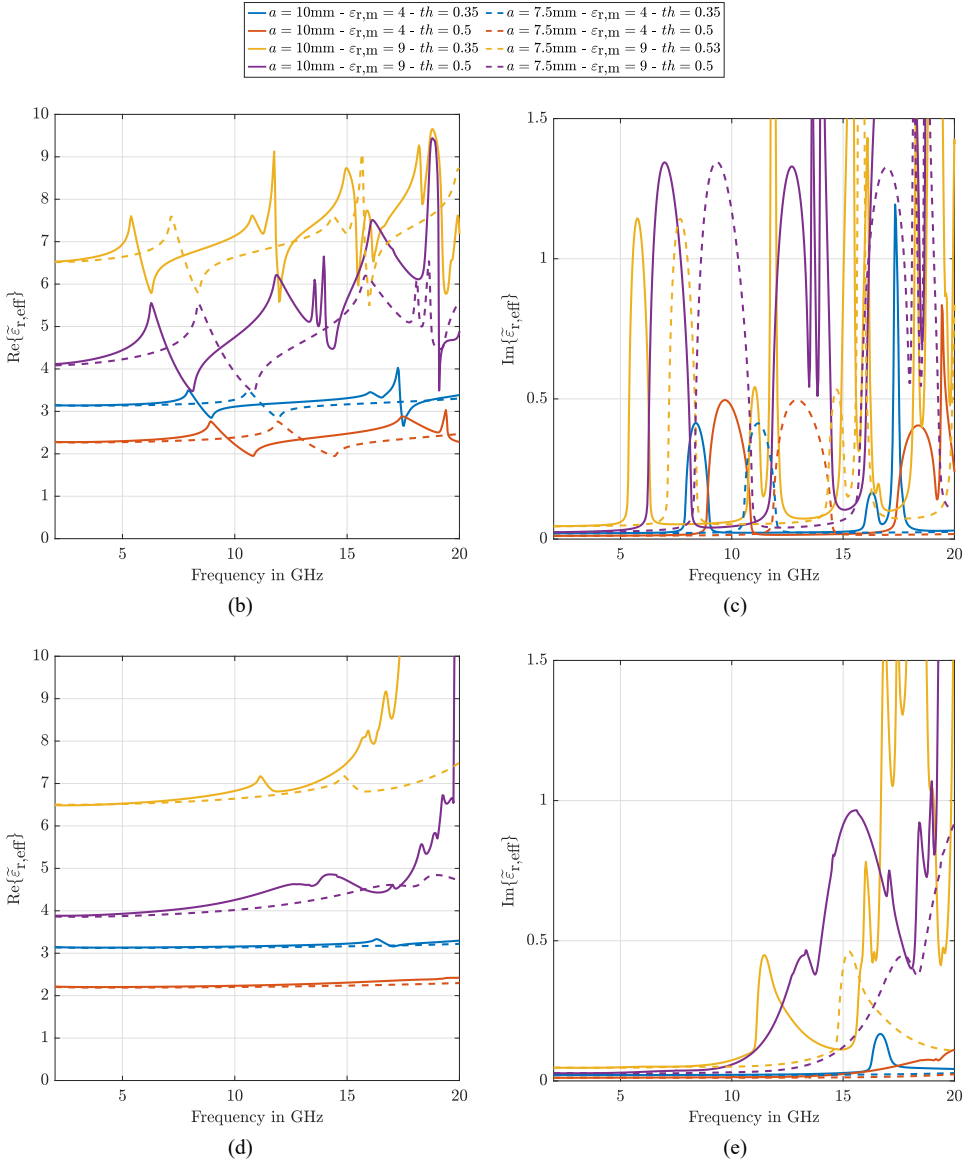 a = 10mm - εr,m = 4 - th = 0.35
a = 10mm - εr,m = 4 - th = 0.5
a = 10mm - εr,m = 9 - th = 0.35
a = 10mm - εr,m = 9 - th = 0.5
a = 7.5mm - εr,m = 4 - th = 0.35
a = 7.5mm - εr,m = 4 - th = 0.5
a = 7.5mm - εr,m = 9 - th = 0.53
a = 7.5mm - εr,m = 9 - th = 0.5
Re{ε̃r,eff}
10
9
8
7
6
5
4
3
2
1
0
5 10 15 20
Frequency in GHz
(b)
Im{ε̃r,eff}
1.5
1
0.5
0
5 10 15 20
Frequency in GHz
(c)
Re{ε̃r,eff}
10
9
8
7
6
5
4
3
2
1
0
5 10 15 20
Frequency in GHz
(d)
Im{ε̃r,eff}
1.5
1
0.5
0
5 10 15 20
Frequency in GHz
(e)